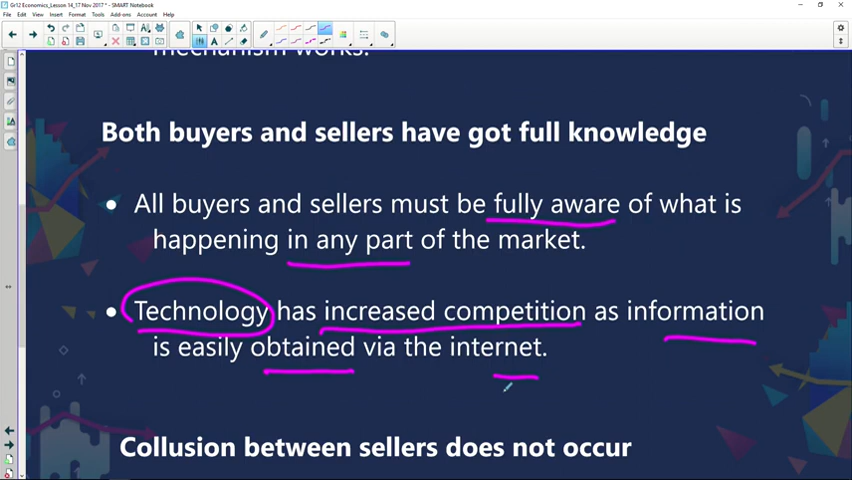 Gr12 Economics_Lesson 14_17 Nov 2017 * - SMART Notebook
File Edit View Insert Format Tools Add-ons Account Help
mechanism works.
Both buyers and sellers have got full knowledge
• All buyers and sellers must be fully aware of what is
happening in any part of the market.
• Technology has increased competition as information
is easily obtained via the internet.
Collusion between sellers does not occur